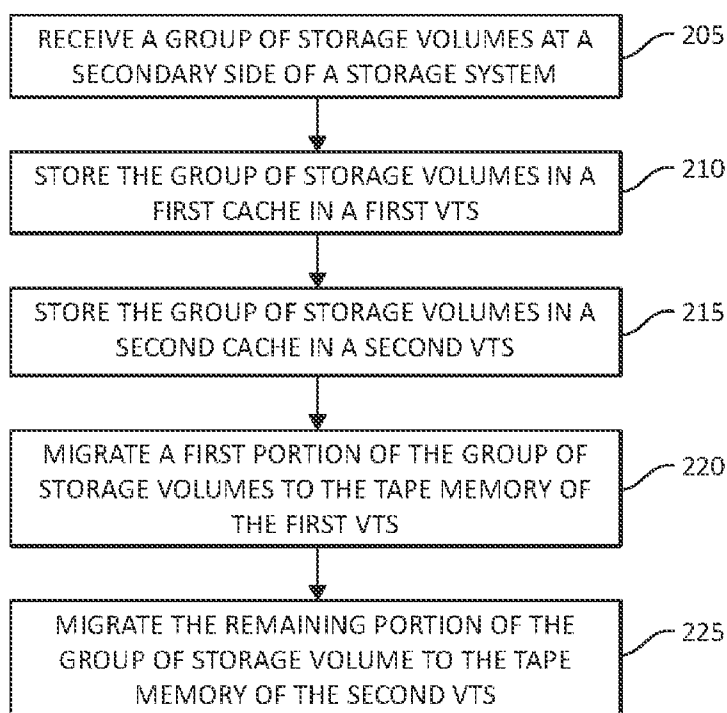 RECEIVE A GROUP OF STORAGE VOLUMES AT A
SECONDARY SIDE OF A STORAGE SYSTEM
205
STORE THE GROUP OF STORAGE VOLUMES IN A
FIRST CACHE IN A FIRST VTS
210
STORE THE GROUP OF STORAGE VOLUMES IN A
SECOND CACHE IN A SECOND VTS
215
MIGRATE A FIRST PORTION OF THE GROUP OF
STORAGE VOLUMES TO THE TAPE MEMORY OF
THE FIRST VTS
220
MIGRATE THE REMAINING PORTION OF THE
GROUP OF STORAGE VOLUME TO THE TAPE
MEMORY OF THE SECOND VTS
225